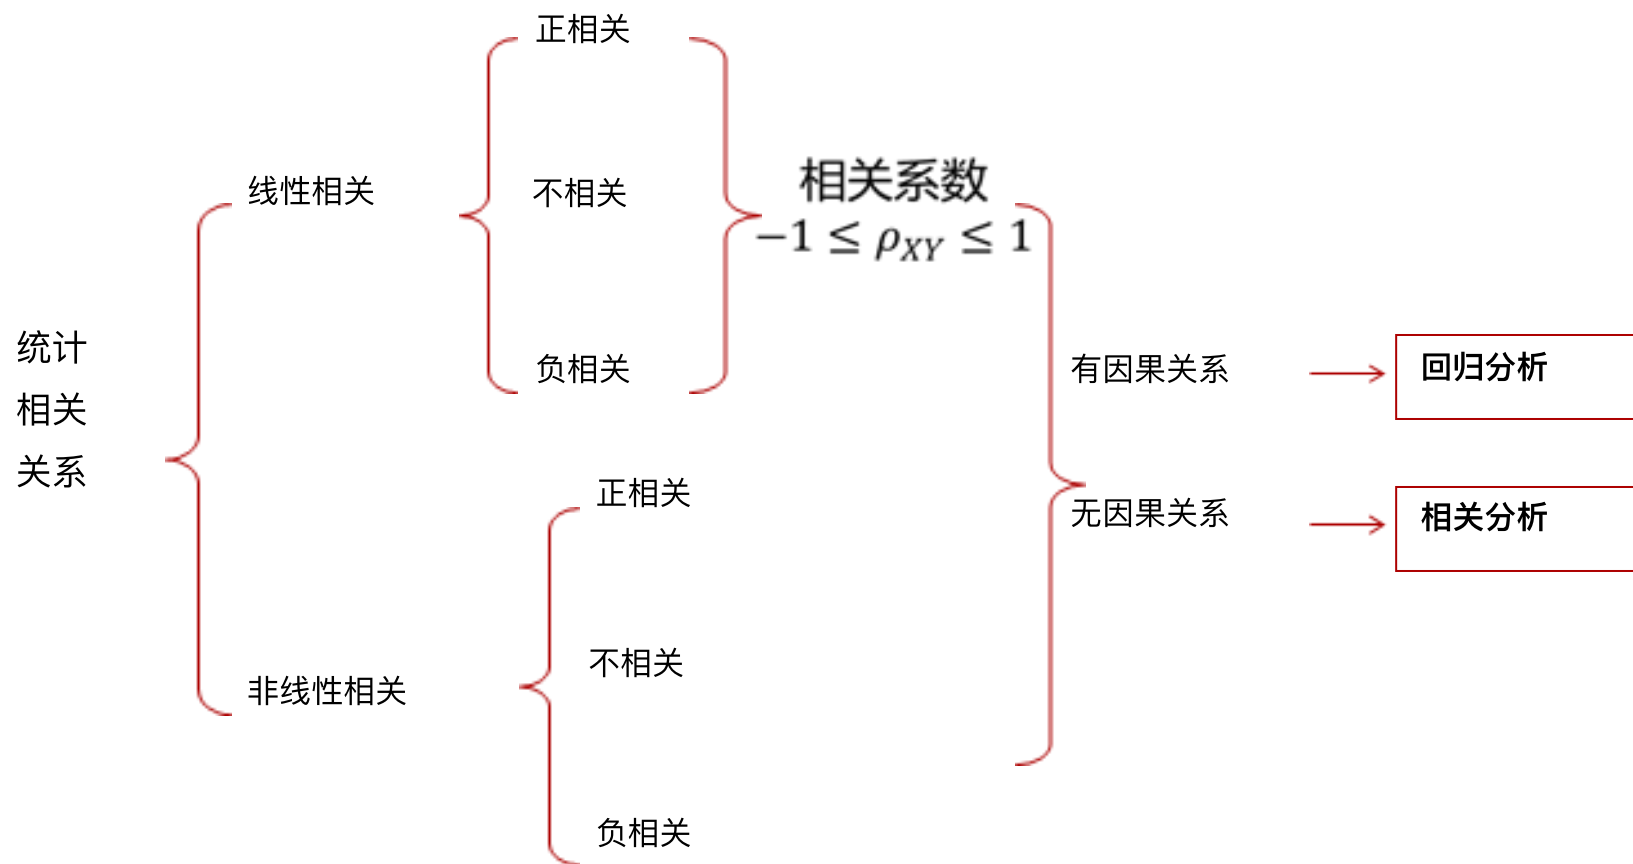 正相关
线性相关
不相关
相关系数
−1 ≤ ρXY ≤ 1
负相关
统计
相关
关系
有因果关系
回归分析
无因果关系
相关分析
正相关
不相关
非线性相关
负相关